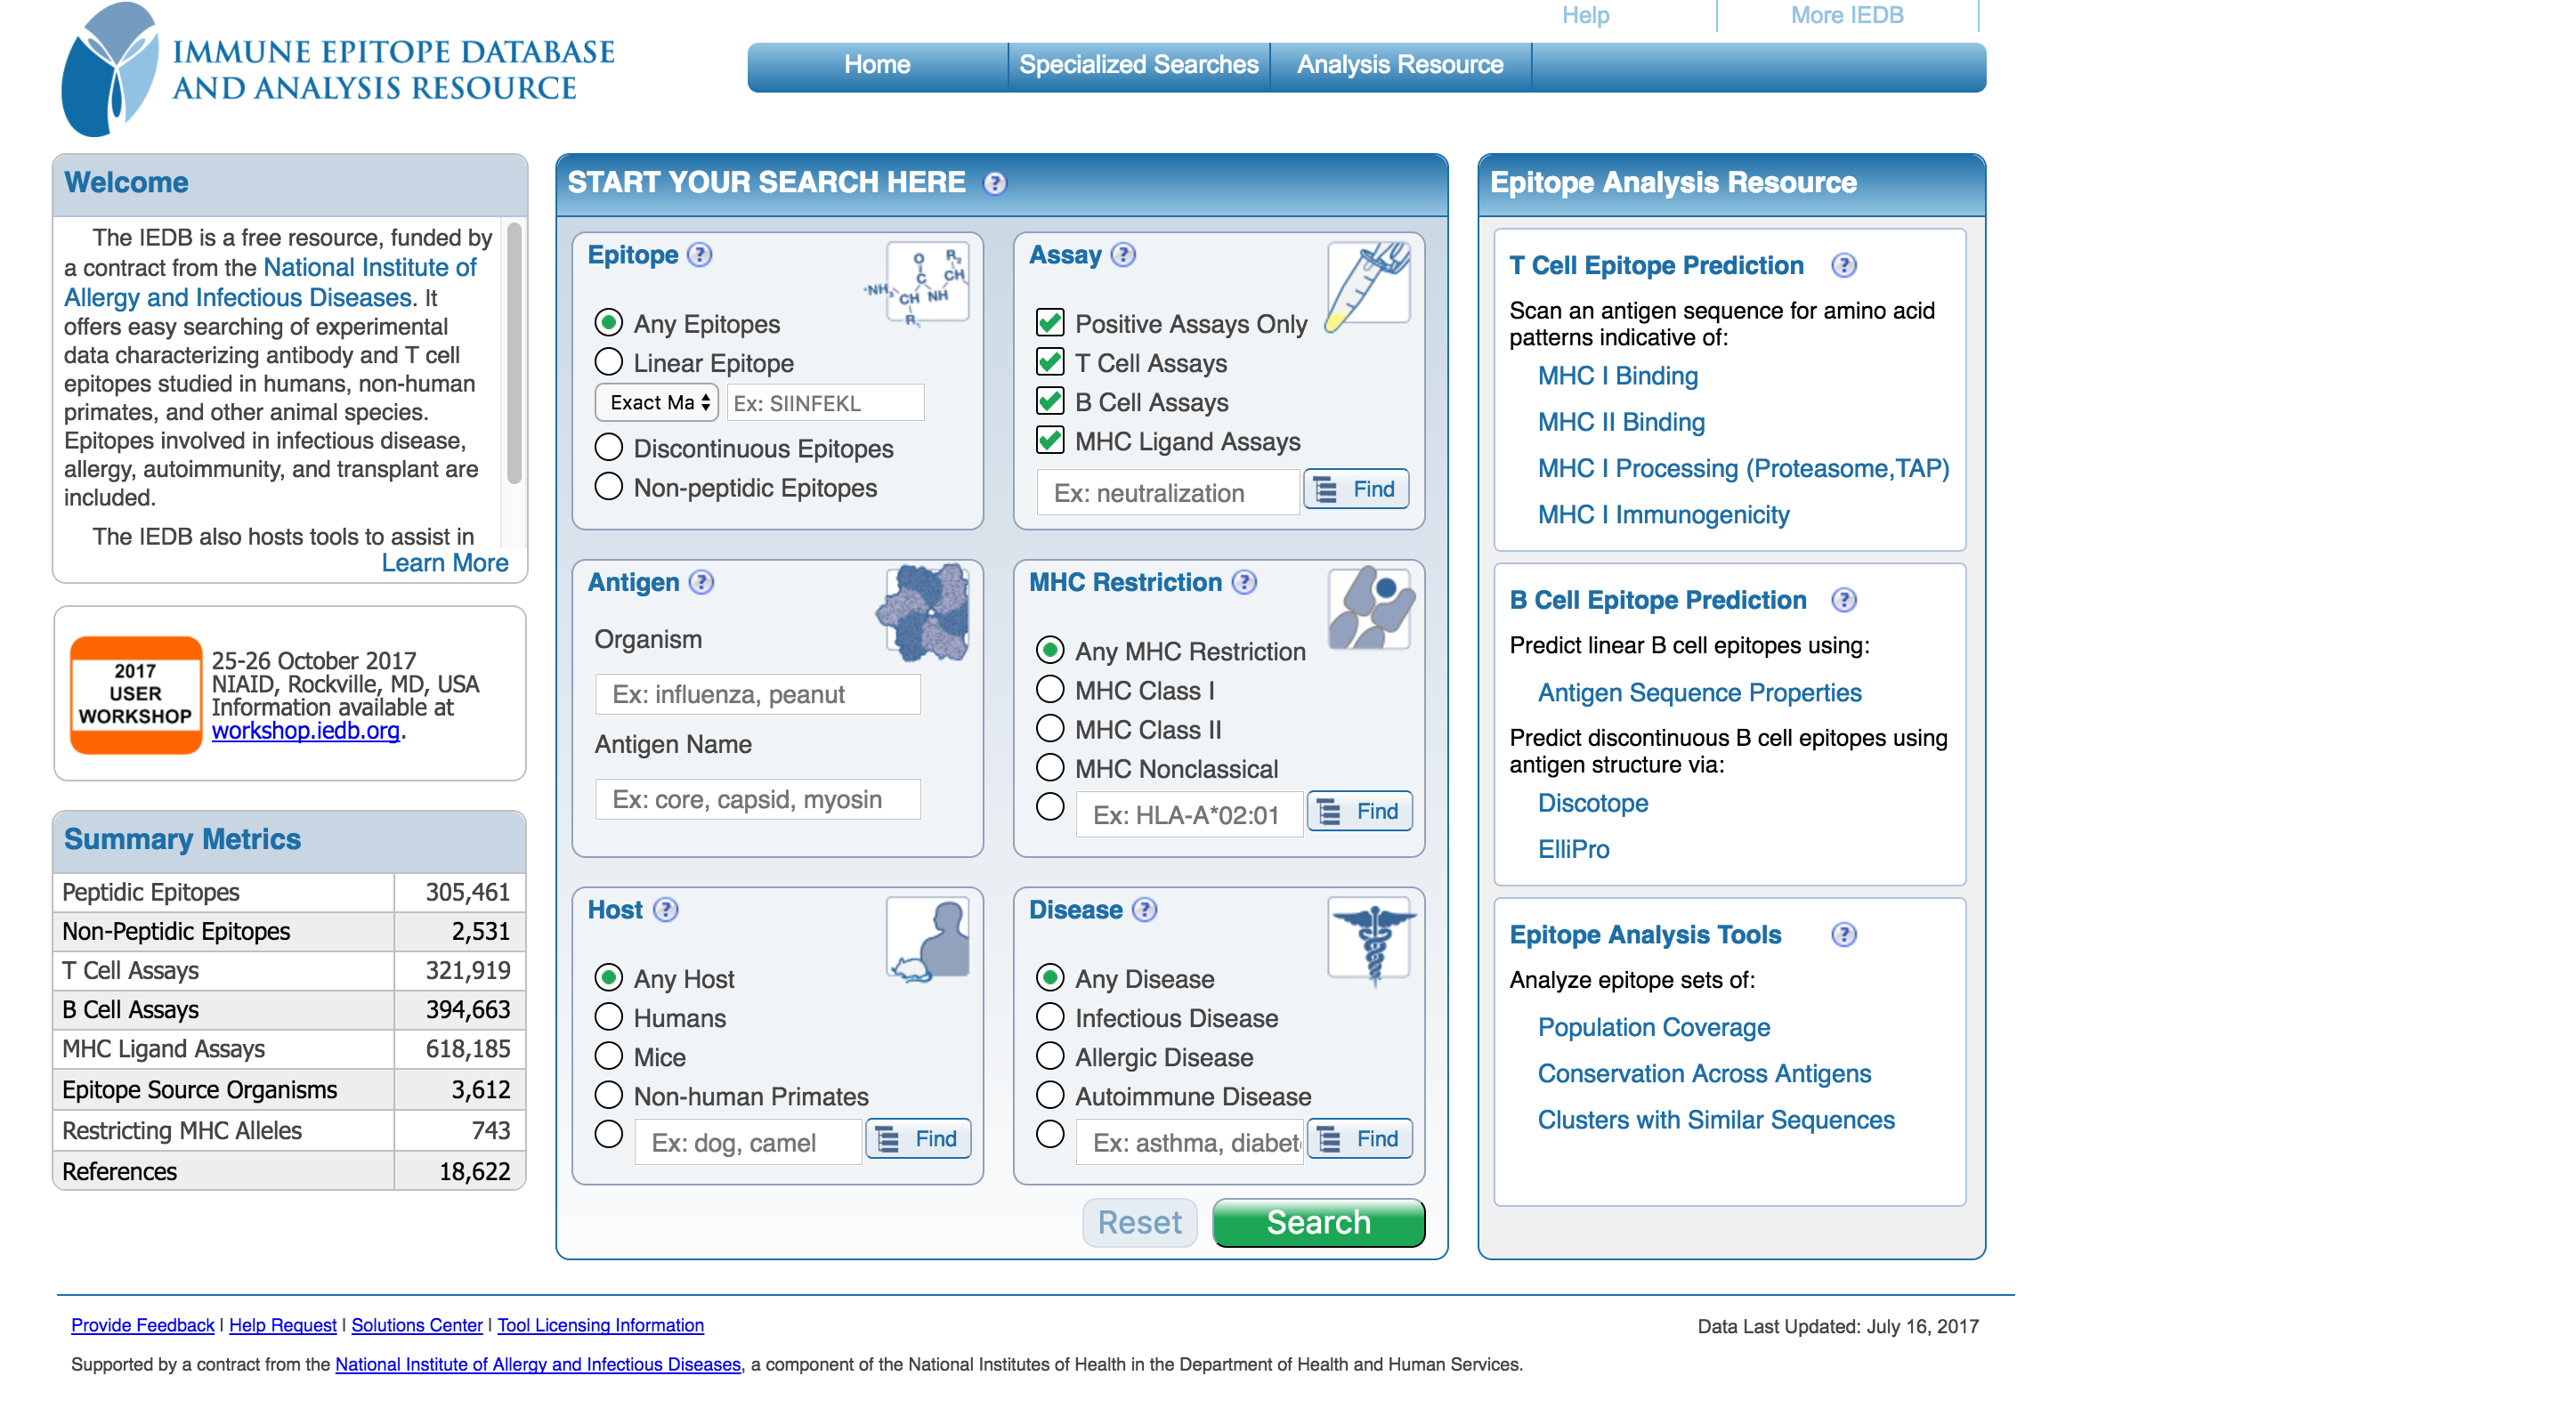 Help
More IEDB
IMMUNE EPITOPE DATABASE
AND ANALYSIS RESOURCE
Home
Specialized Searches
Analysis Resource
Welcome
The IEDB is a free resource, funded by
a contract from the National Institute of
Allergy and Infectious Diseases. It
offers easy searching of experimental
data characterizing antibody and T cell
epitopes studied in humans, non-human
primates, and other animal species.
Epitopes involved in infectious disease,
allergy, autoimmunity, and transplant are
included.
The IEDB also hosts tools to assist in
Learn More
2017
USER
WORKSHOP
25-26 October 2017
NIAID, Rockville, MD, USA
Information available at
workshop.iedb.org.
Summary Metrics
Peptidic Epitopes 305,461
Non-Peptidic Epitopes 2,531
T Cell Assays 321,919
B Cell Assays 394,663
MHC Ligand Assays 618,185
Epitope Source Organisms 3,612
Restricting MHC Alleles 743
References 18,622
START YOUR SEARCH HERE ?
Epitope ?
Any Epitopes
Linear Epitope
Exact Ma
Ex: SIINFEKL
Discontinuous Epitopes
Non-peptidic Epitopes
Assay ?
Positive Assays Only
T Cell Assays
B Cell Assays
MHC Ligand Assays
Ex: neutralization
Find
Antigen ?
Organism
Ex: influenza, peanut
Antigen Name
Ex: core, capsid, myosin
MHC Restriction ?
Any MHC Restriction
MHC Class I
MHC Class II
MHC Nonclassical
Ex: HLA-A*02:01
Find
Host ?
Any Host
Humans
Mice
Non-human Primates
Ex: dog, camel
Find
Disease ?
Any Disease
Infectious Disease
Allergic Disease
Autoimmune Disease
Ex: asthma, diabet
Find
Reset
Search
Epitope Analysis Resource
T Cell Epitope Prediction ?
Scan an antigen sequence for amino acid
patterns indicative of:
MHC I Binding
MHC II Binding
MHC I Processing (Proteasome,TAP)
MHC I Immunogenicity
B Cell Epitope Prediction ?
Predict linear B cell epitopes using:
Antigen Sequence Properties
Predict discontinuous B cell epitopes using
antigen structure via:
Discotope
ElliPro
Epitope Analysis Tools ?
Analyze epitope sets of:
Population Coverage
Conservation Across Antigens
Clusters with Similar Sequences
Provide Feedback | Help Request | Solutions Center | Tool Licensing Information
Data Last Updated: July 16, 2017
Supported by a contract from the National Institute of Allergy and Infectious Diseases, a component of the National Institutes of Health in the Department of Health and Human Services.